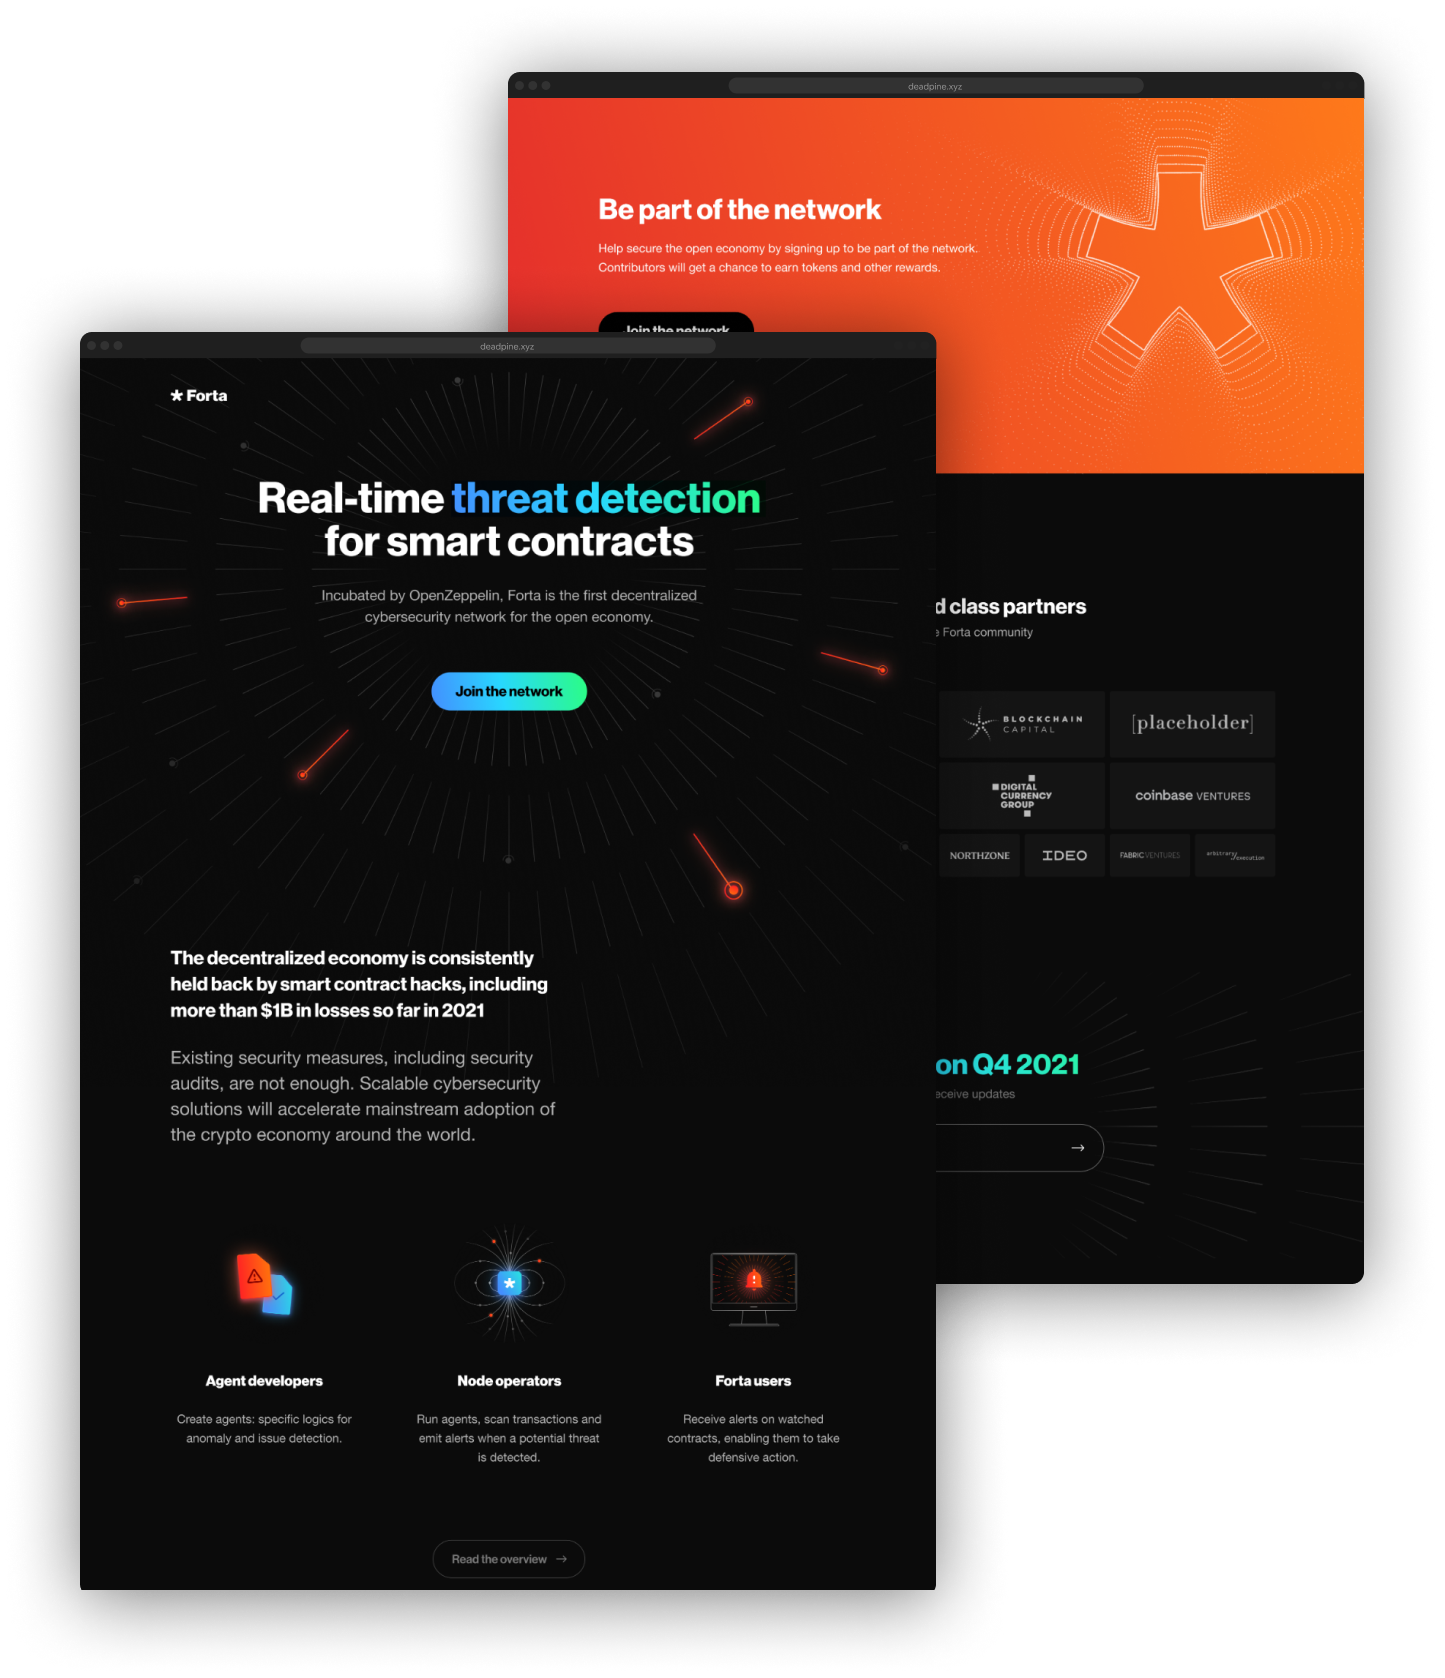 deadpine.xyz
Be part of the network
Help secure the open economy by signing up to be part of the network.
Contributors will get a chance to earn tokens and other rewards.
Join the network
deadpine.xyz
Forta
Real-time threat detection
for smart contracts
Incubated by OpenZeppelin, Forta is the first decentralized
cybersecurity network for the open economy.
Join the network
The decentralized economy is consistently
held back by smart contract hacks, including
more than $1B in losses so far in 2021
Existing security measures, including security
audits, are not enough. Scalable cybersecurity
solutions will accelerate mainstream adoption of
the crypto economy around the world.
Agent developers
Create agents: specific logics for
anomaly and issue detection.
Node operators
Run agents, scan transactions and
emit alerts when a potential threat
is detected.
Forta users
Receive alerts on watched
contracts, enabling them to take
defensive action.
Read the overview →
d class partners
e Forta community
BLOCKCHAIN
CAPITAL
[placeholder]
DIGITAL
CURRENCY
GROUP
coinbase VENTURES
NORTHZONE
IDEO
FABRIC VENTURES
arbitrary
execution
on Q4 2021
eceive updates
→